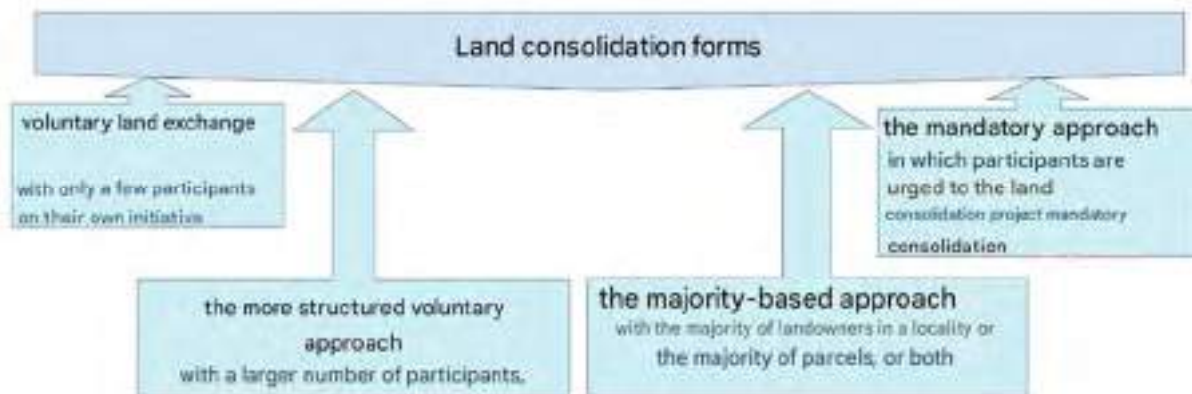 Land consolidation forms
voluntary land exchange
with only a few participants
on their own initiative
the more structured voluntary
approach
with a larger number of participants,
the majority-based approach
with the majority of landowners in a locality or
the majority of parcels, or both
the mandatory approach
in which participants are
urged to the land
consolidation project mandatory
consolidation